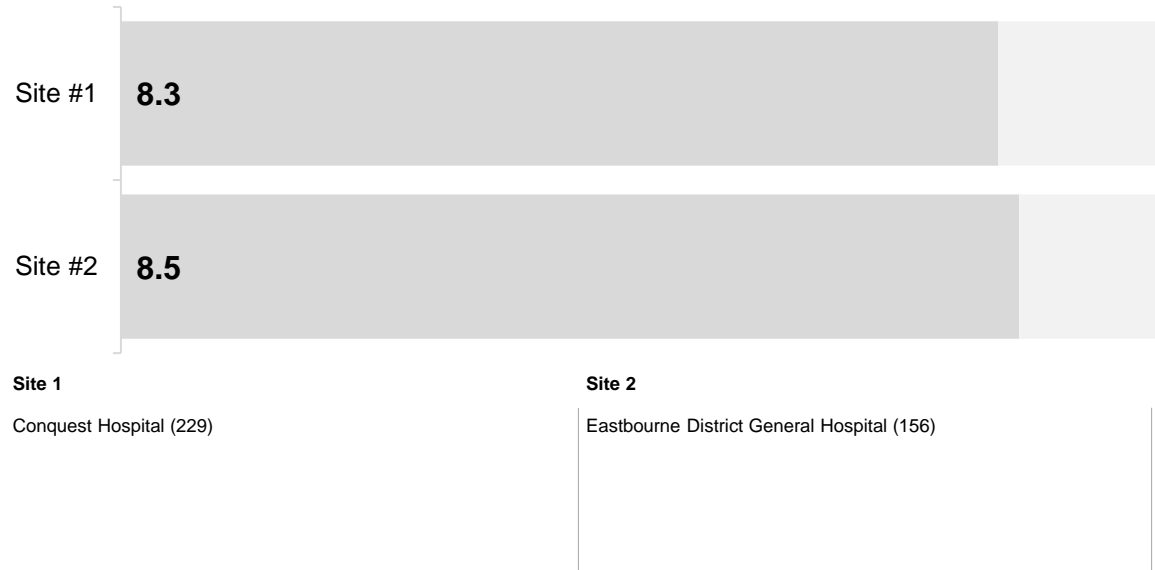 Site #1
8.3
Site #2
8.5
Site 1
Site 2
Conquest Hospital (229)
Eastbourne District General Hospital (156)